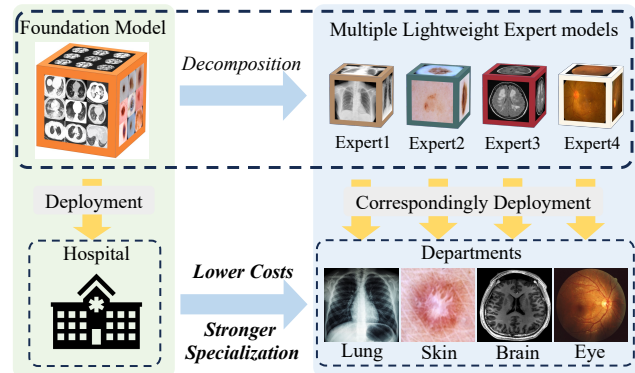 Foundation Model
Decomposition
Multiple Lightweight Expert models
Expert1
Expert2
Expert3
Expert4
Deployment
Correspondingly Deployment
Hospital
Lower Costs
Stronger
Specialization
Departments
Lung
Skin
Brain
Eye